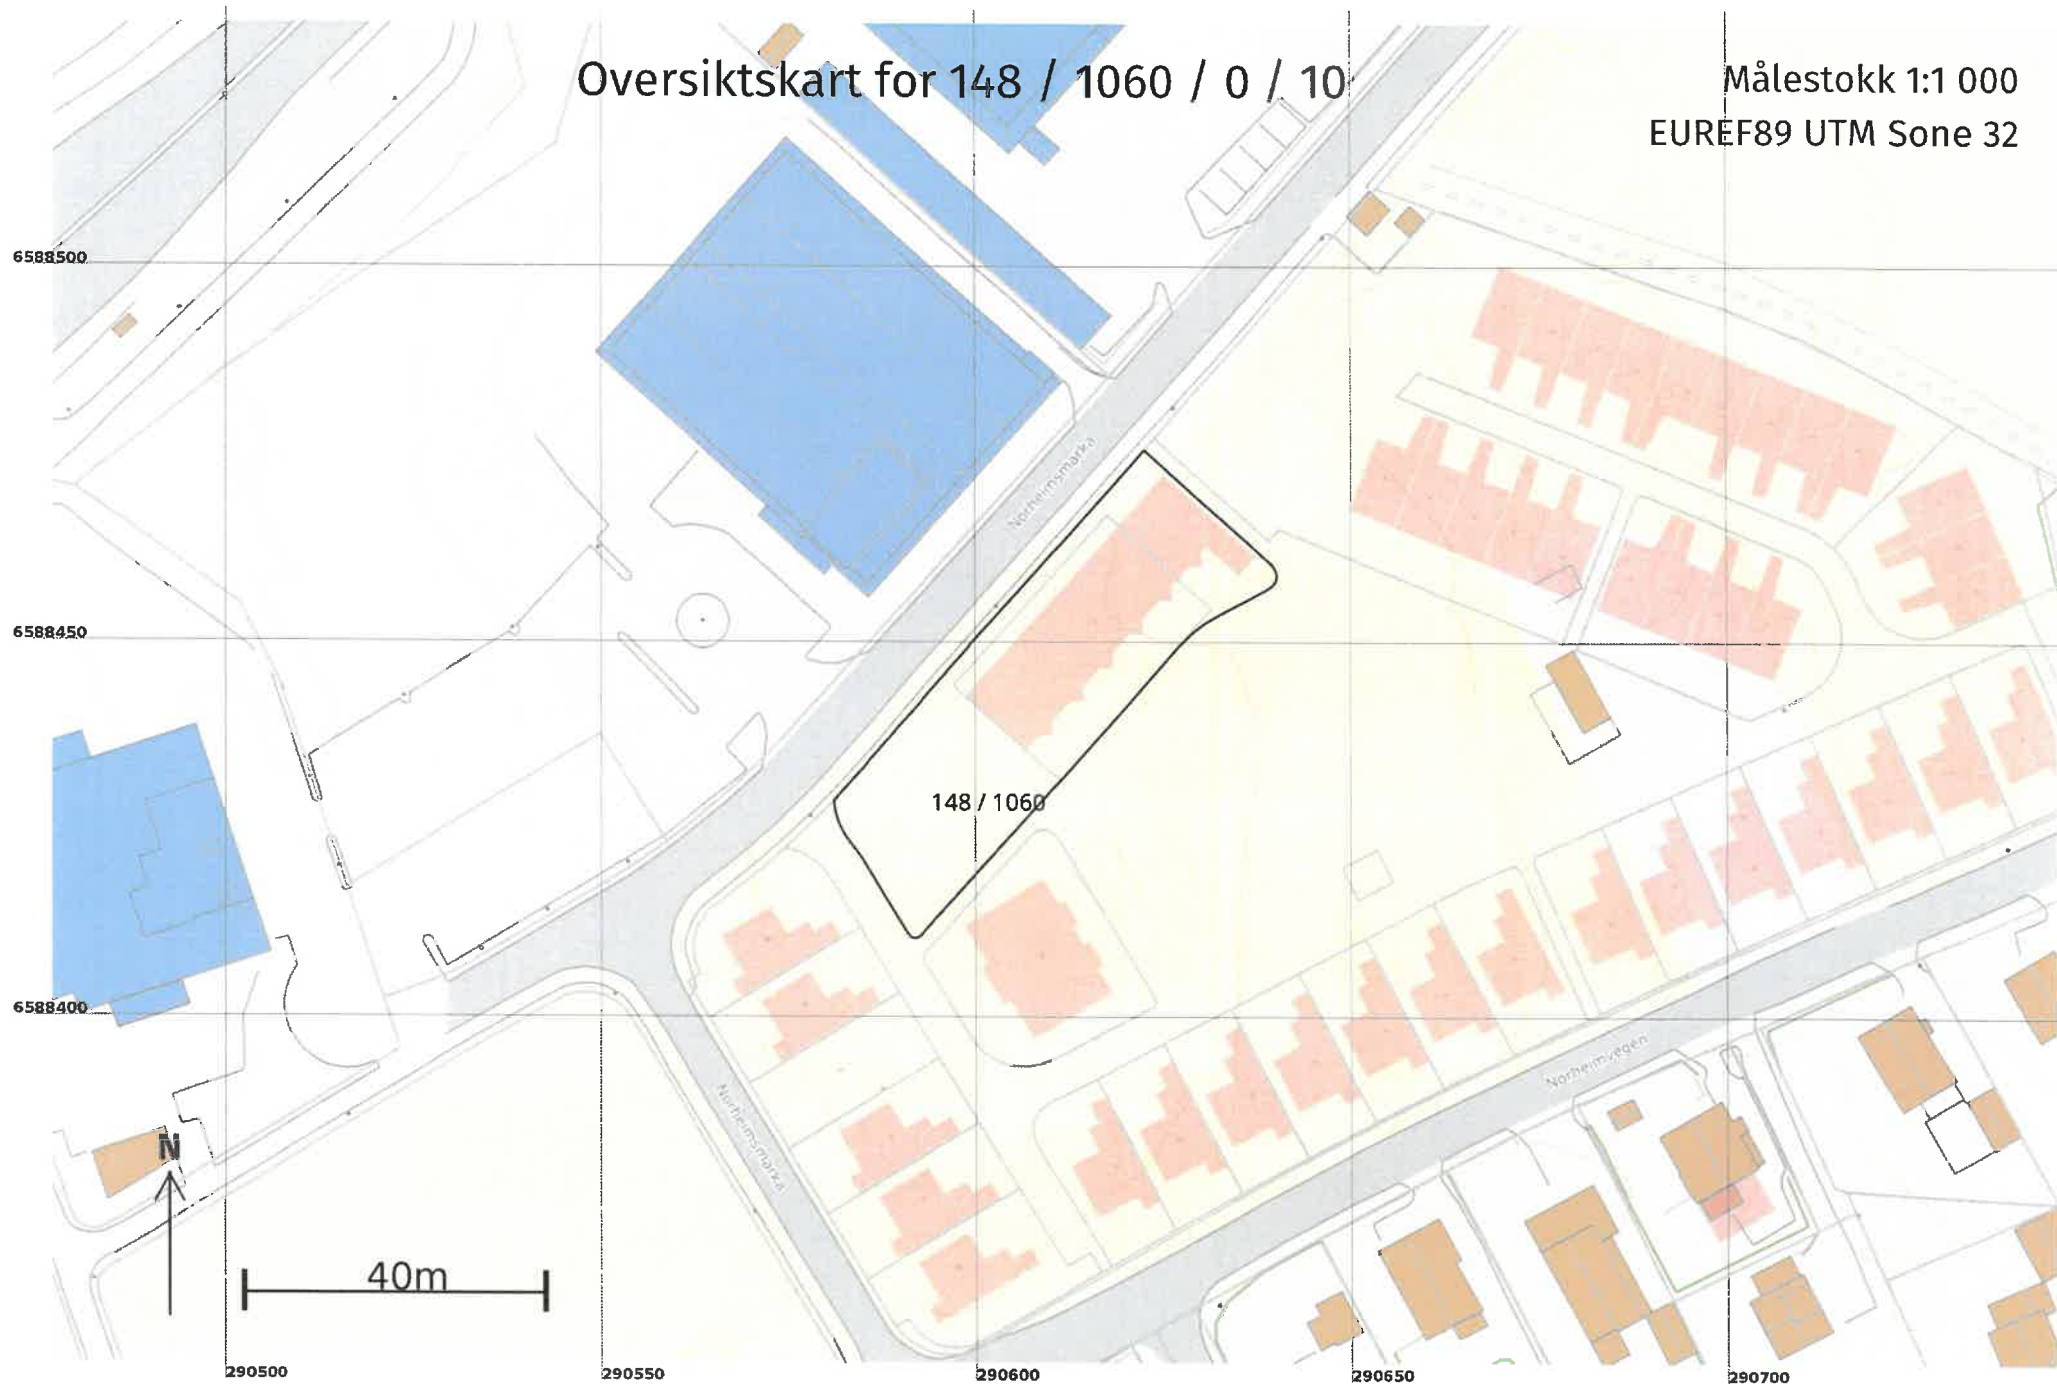 Oversiktskart for 148 / 1060 / 0 / 10
Målestokk 1:1 000
EUREF89 UTM Sone 32
6588500
Norheimsmarka
6588450
148 / 1060
6588400
Norheimvegen
Norheimsmarka
N
40m
290500
290550
290600
290650
290700